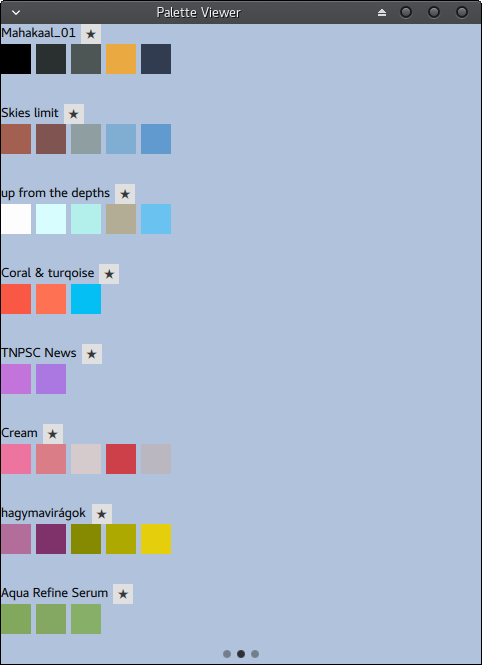 Palette Viewer
Mahakaal_01 ★
Skies limit ★
up from the depths ★
Coral & turqoise ★
TNPSC News ★
Cream ★
hagymavirágok ★
Aqua Refine Serum ★